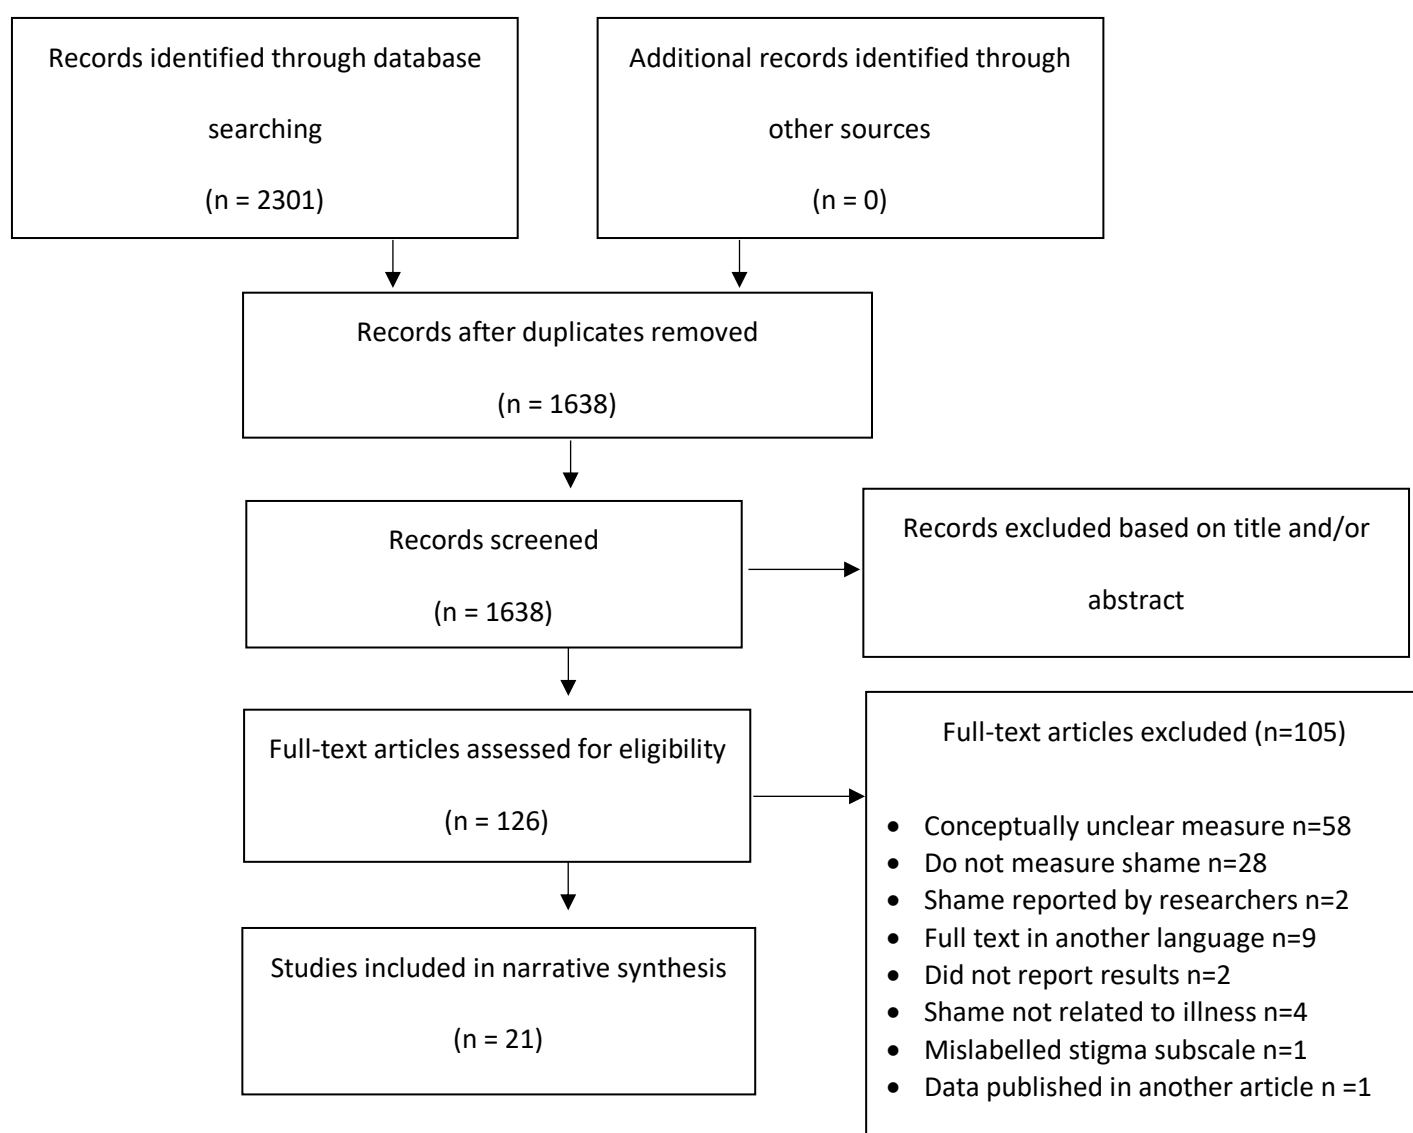 Records identified through database
searching
(n = 2301)
Additional records identified through
other sources
(n = 0)
Records after duplicates removed
(n = 1638)
Records screened
(n = 1638)
Records excluded based on title and/or
abstract
Full-text articles assessed for eligibility
(n = 126)
Full-text articles excluded (n=105)
• Conceptually unclear measure n=58
• Do not measure shame n=28
• Shame reported by researchers n=2
• Full text in another language n=9
• Did not report results n=2
• Shame not related to illness n=4
• Mislabelled stigma subscale n=1
• Data published in another article n =1
Studies included in narrative synthesis
(n = 21)